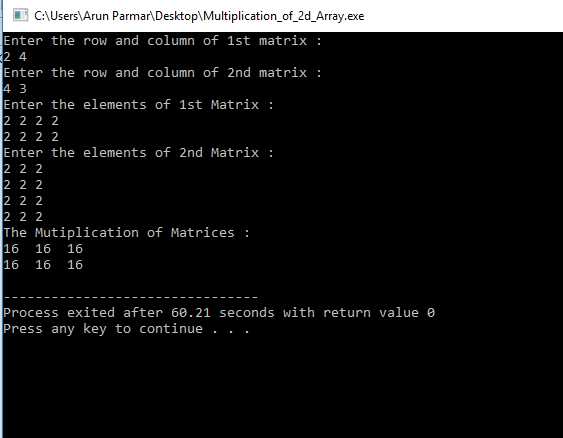 C:\Users\Arun Parmar\Desktop\Multiplication_of_2d_Array.exe
Enter the row and column of 1st matrix :
2 4
Enter the row and column of 2nd matrix :
4 3
Enter the elements of 1st Matrix :
2 2 2 2
2 2 2 2
Enter the elements of 2nd Matrix :
2 2 2
2 2 2
2 2 2
2 2 2
The Mutiplication of Matrices :
16  16  16
16  16  16
--------------------------------
Process exited after 60.21 seconds with return value 0
Press any key to continue . . .